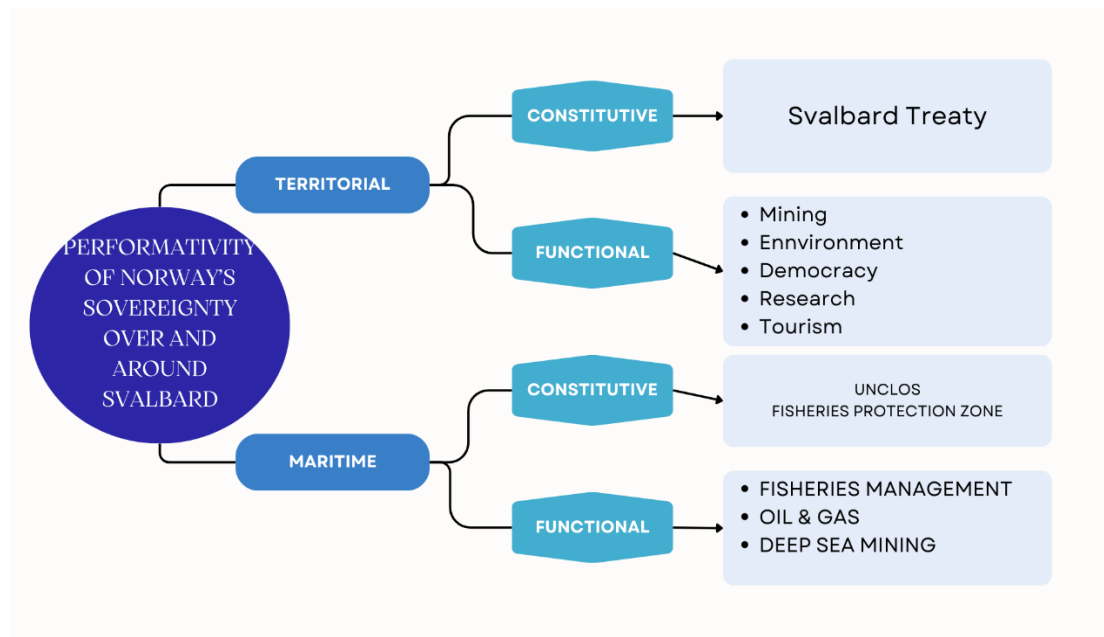 PERFORMATIVITY
OF NORWAY'S
SOVEREIGNTY
OVER AND
AROUND
SVALBARD
TERRITORIAL
CONSTITUTIVE
Svalbard Treaty
FUNCTIONAL
• Mining
• Ennvironment
• Democracy
• Research
• Tourism
MARITIME
CONSTITUTIVE
UNCLOS
FISHERIES PROTECTION ZONE
FUNCTIONAL
• FISHERIES MANAGEMENT
• OIL & GAS
• DEEP SEA MINING